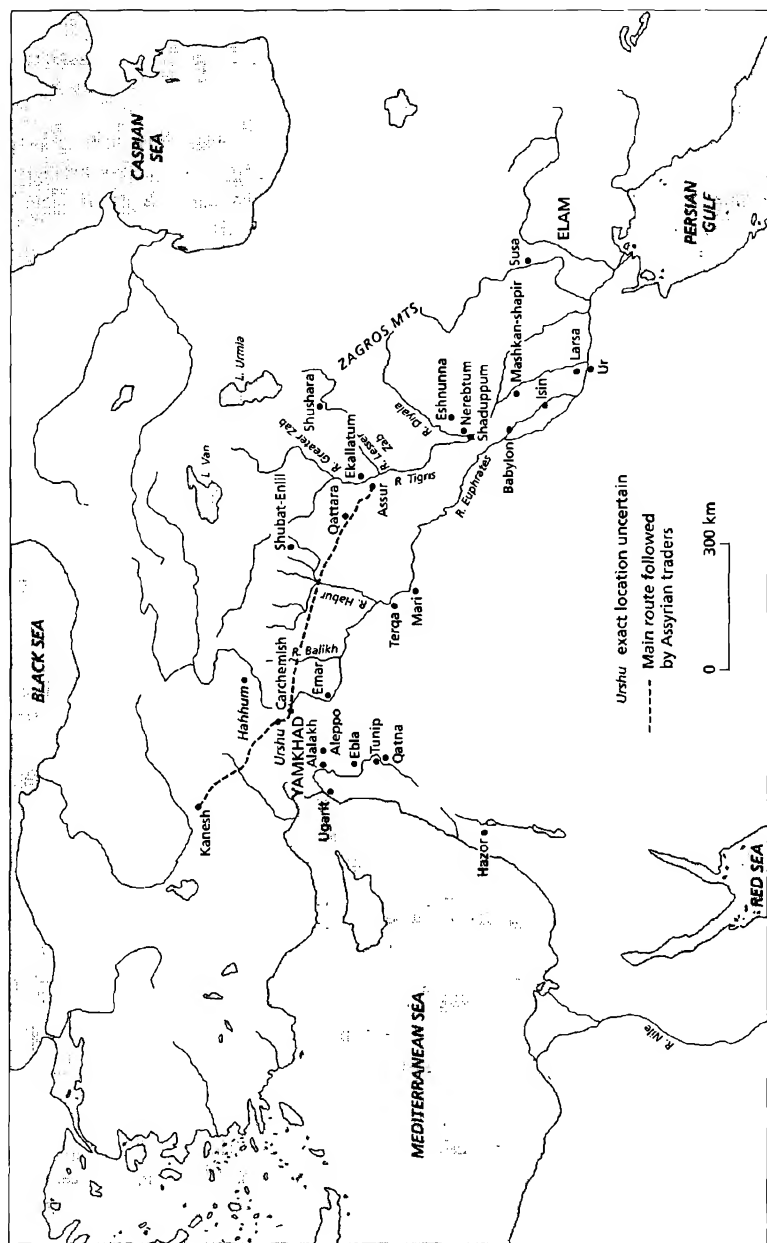 BLACK SEA
CASPIAN
SEA
L. Van
L. Urmia
Kanesh
Hahhum
Urshu
Carchemish
YAMKHAD
Alalakh
Aleppo
Ugarit
Ebla
Tunip
Qatna
Emar
R. Balikh
R. Habur
Shubat-Enlil
Qattara
R. Greater Zab
Ekallatum
R. Lesser
Zab
Shushara
Assur
R Tigris
ZAGROS MTS
R. Diyala
Eshnunna
Nerebtum
Shaduppum
Terqa
Mari
R. Euphrates
Babylon
Mashkan-shapir
Isin
Larsa
Ur
Susa
ELAM
PERSIAN
GULF
Hazor
MEDITERRANEAN SEA
R. Nile
RED SEA
Urshu exact location uncertain
Main route followed
by Assyrian traders
0 300 km